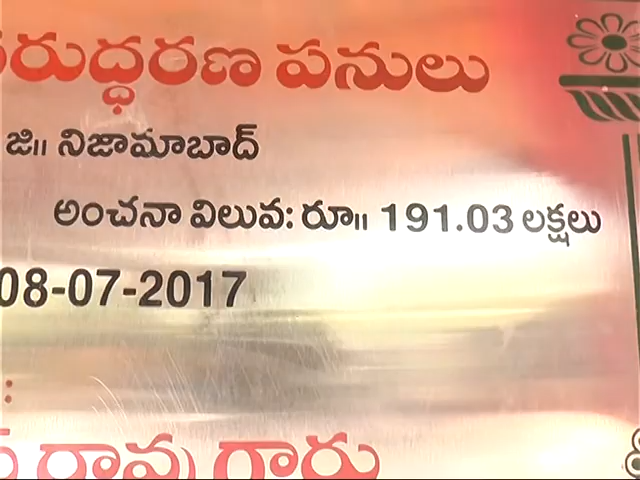 రుద్ధరణ పనులు
జి॥ నిజామాబాద్
అంచనా విలువ: రూ॥ 191.03 లక్షలు
08-07-2017
:
రావు గారు